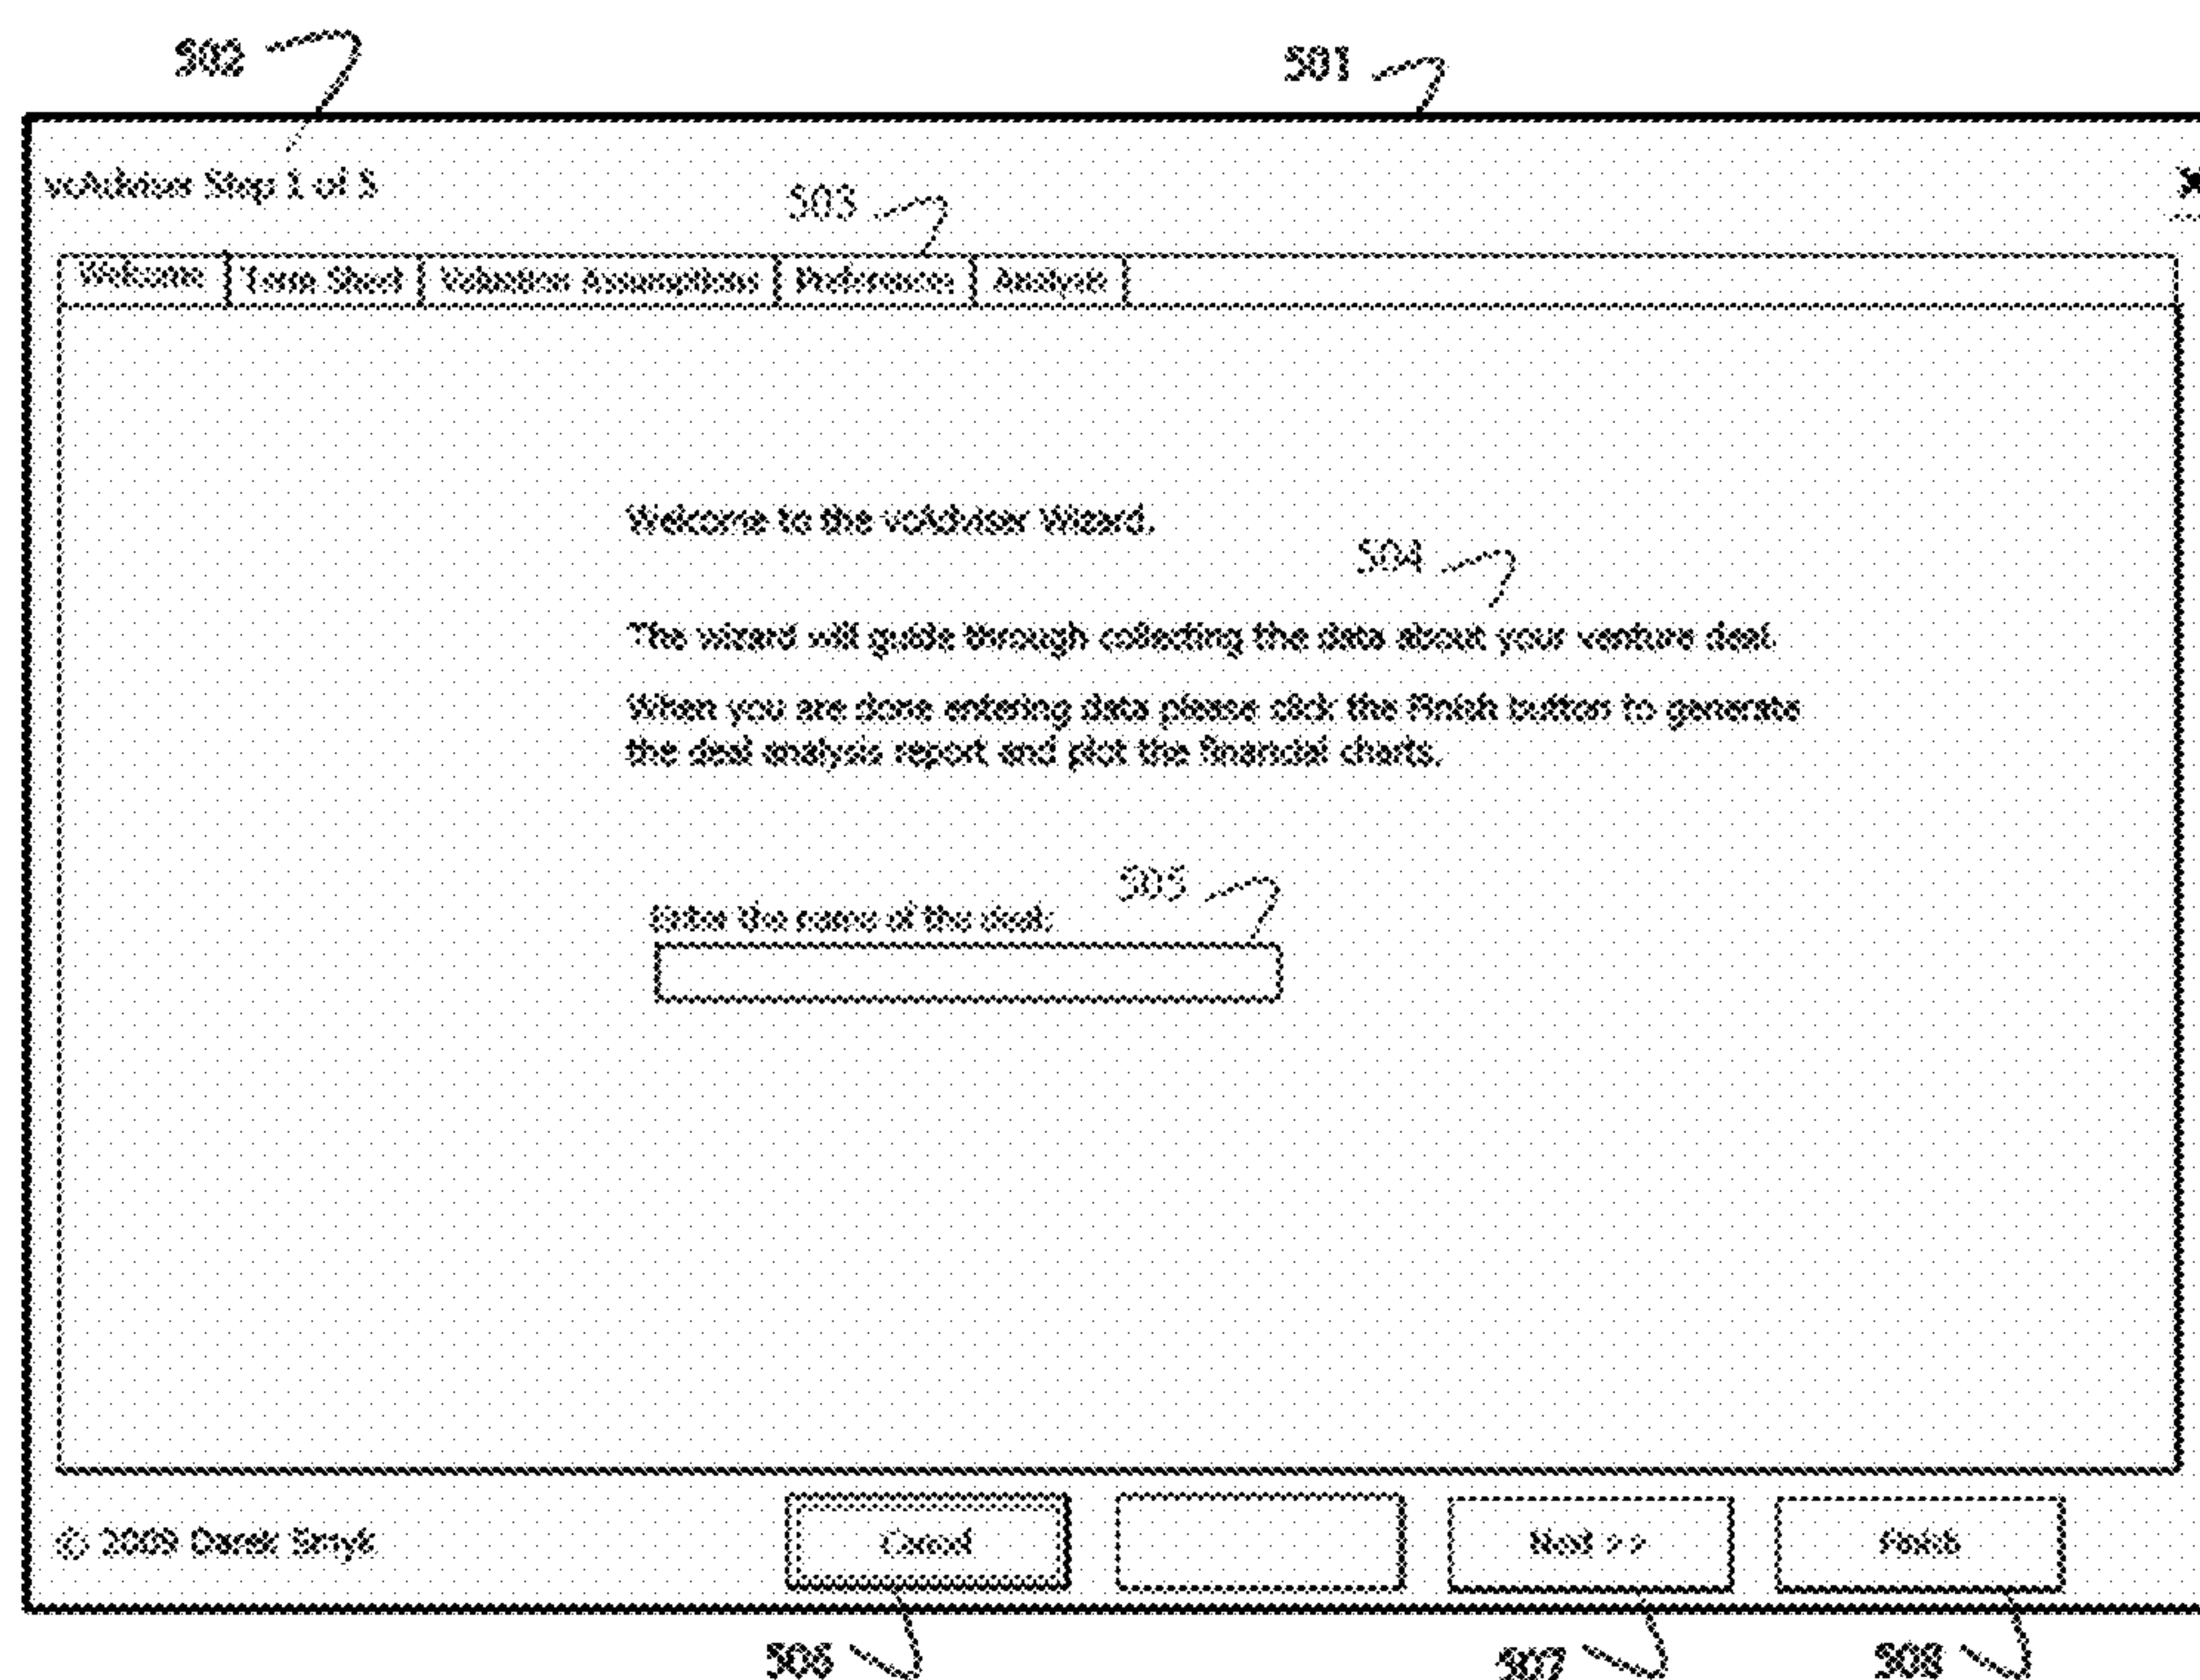 502
501
vcAdviser Step 1 of 5
503
Welcome Term Sheet Valuation Assumptions Preferences Analysis
Welcome to the vcAdviser Wizard.
504
The wizard will guide through collecting the data about your venture deal.
When you are done entering data please click the Finish button to generate
the deal analysis report and plot the financial charts.
505
Enter the name of the deal:
© 2009 Darek Smyk
Cancel
Next >>
Finish
506
507
508